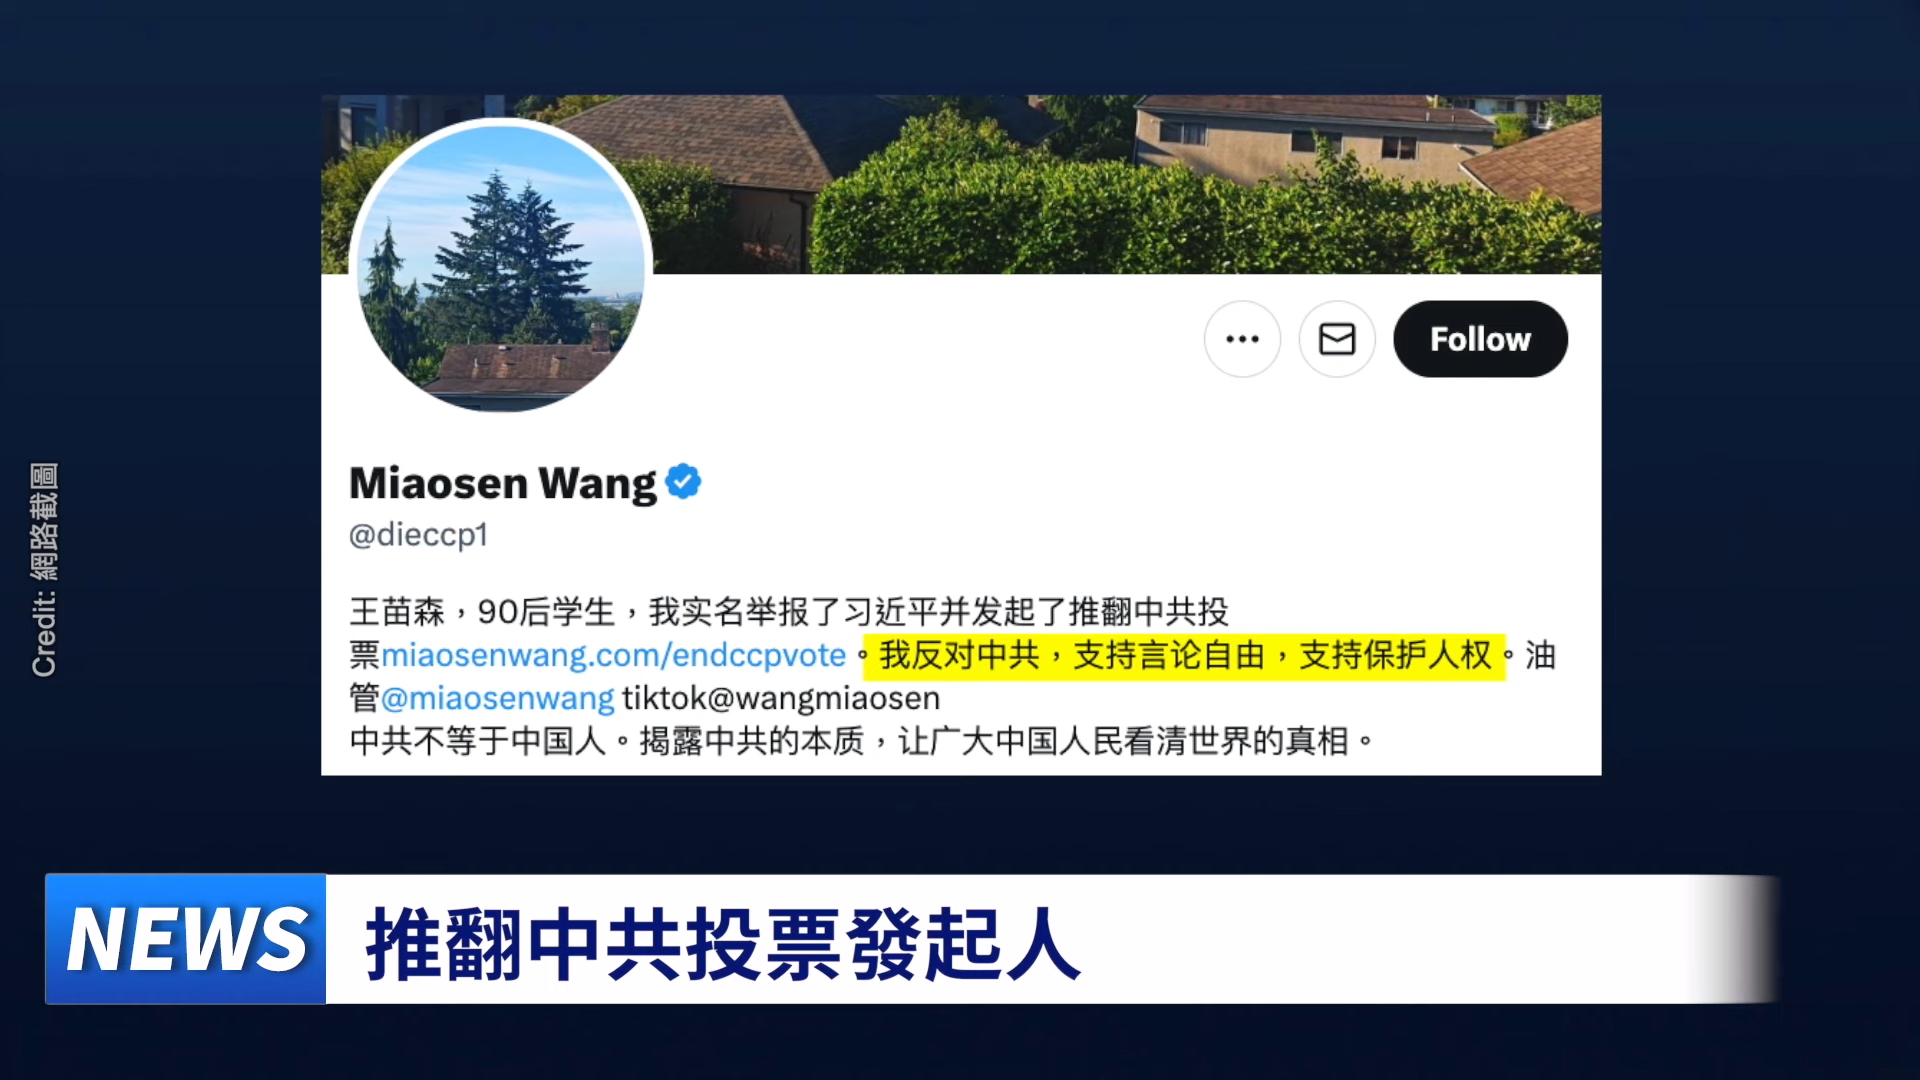 Follow
Miaosen Wang
@dieccp1
王苗森，90后学生，我实名举报了习近平并发起了推翻中共投
票miaosenwang.com/endccpvote。我反对中共，支持言论自由，支持保护人权。油
管@miaosenwang tiktok@wangmiaosen
中共不等于中国人。揭露中共的本质，让广大中国人民看清世界的真相。
Credit: 網路截圖
NEWS 推翻中共投票發起人